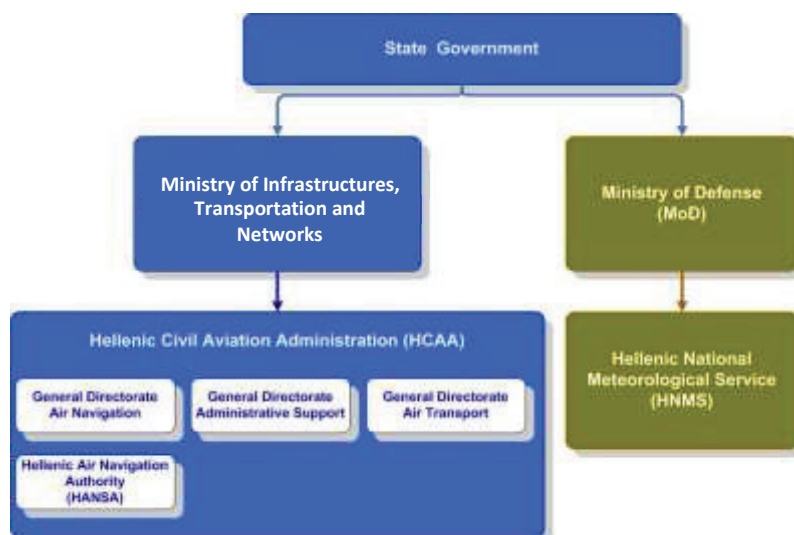 State Government
Ministry of Infrastructures,
Transportation and
Networks
Ministry of Defense
(MoD)
Hellenic Civil Aviation Administration (HCAA)
General Directorate
Air Navigation
General Directorate
Administrative Support
General Directorate
Air Transport
Hellenic Air Navigation
Authority
(HANSA)
Hellenic National
Meteorological Service
(HNMS)